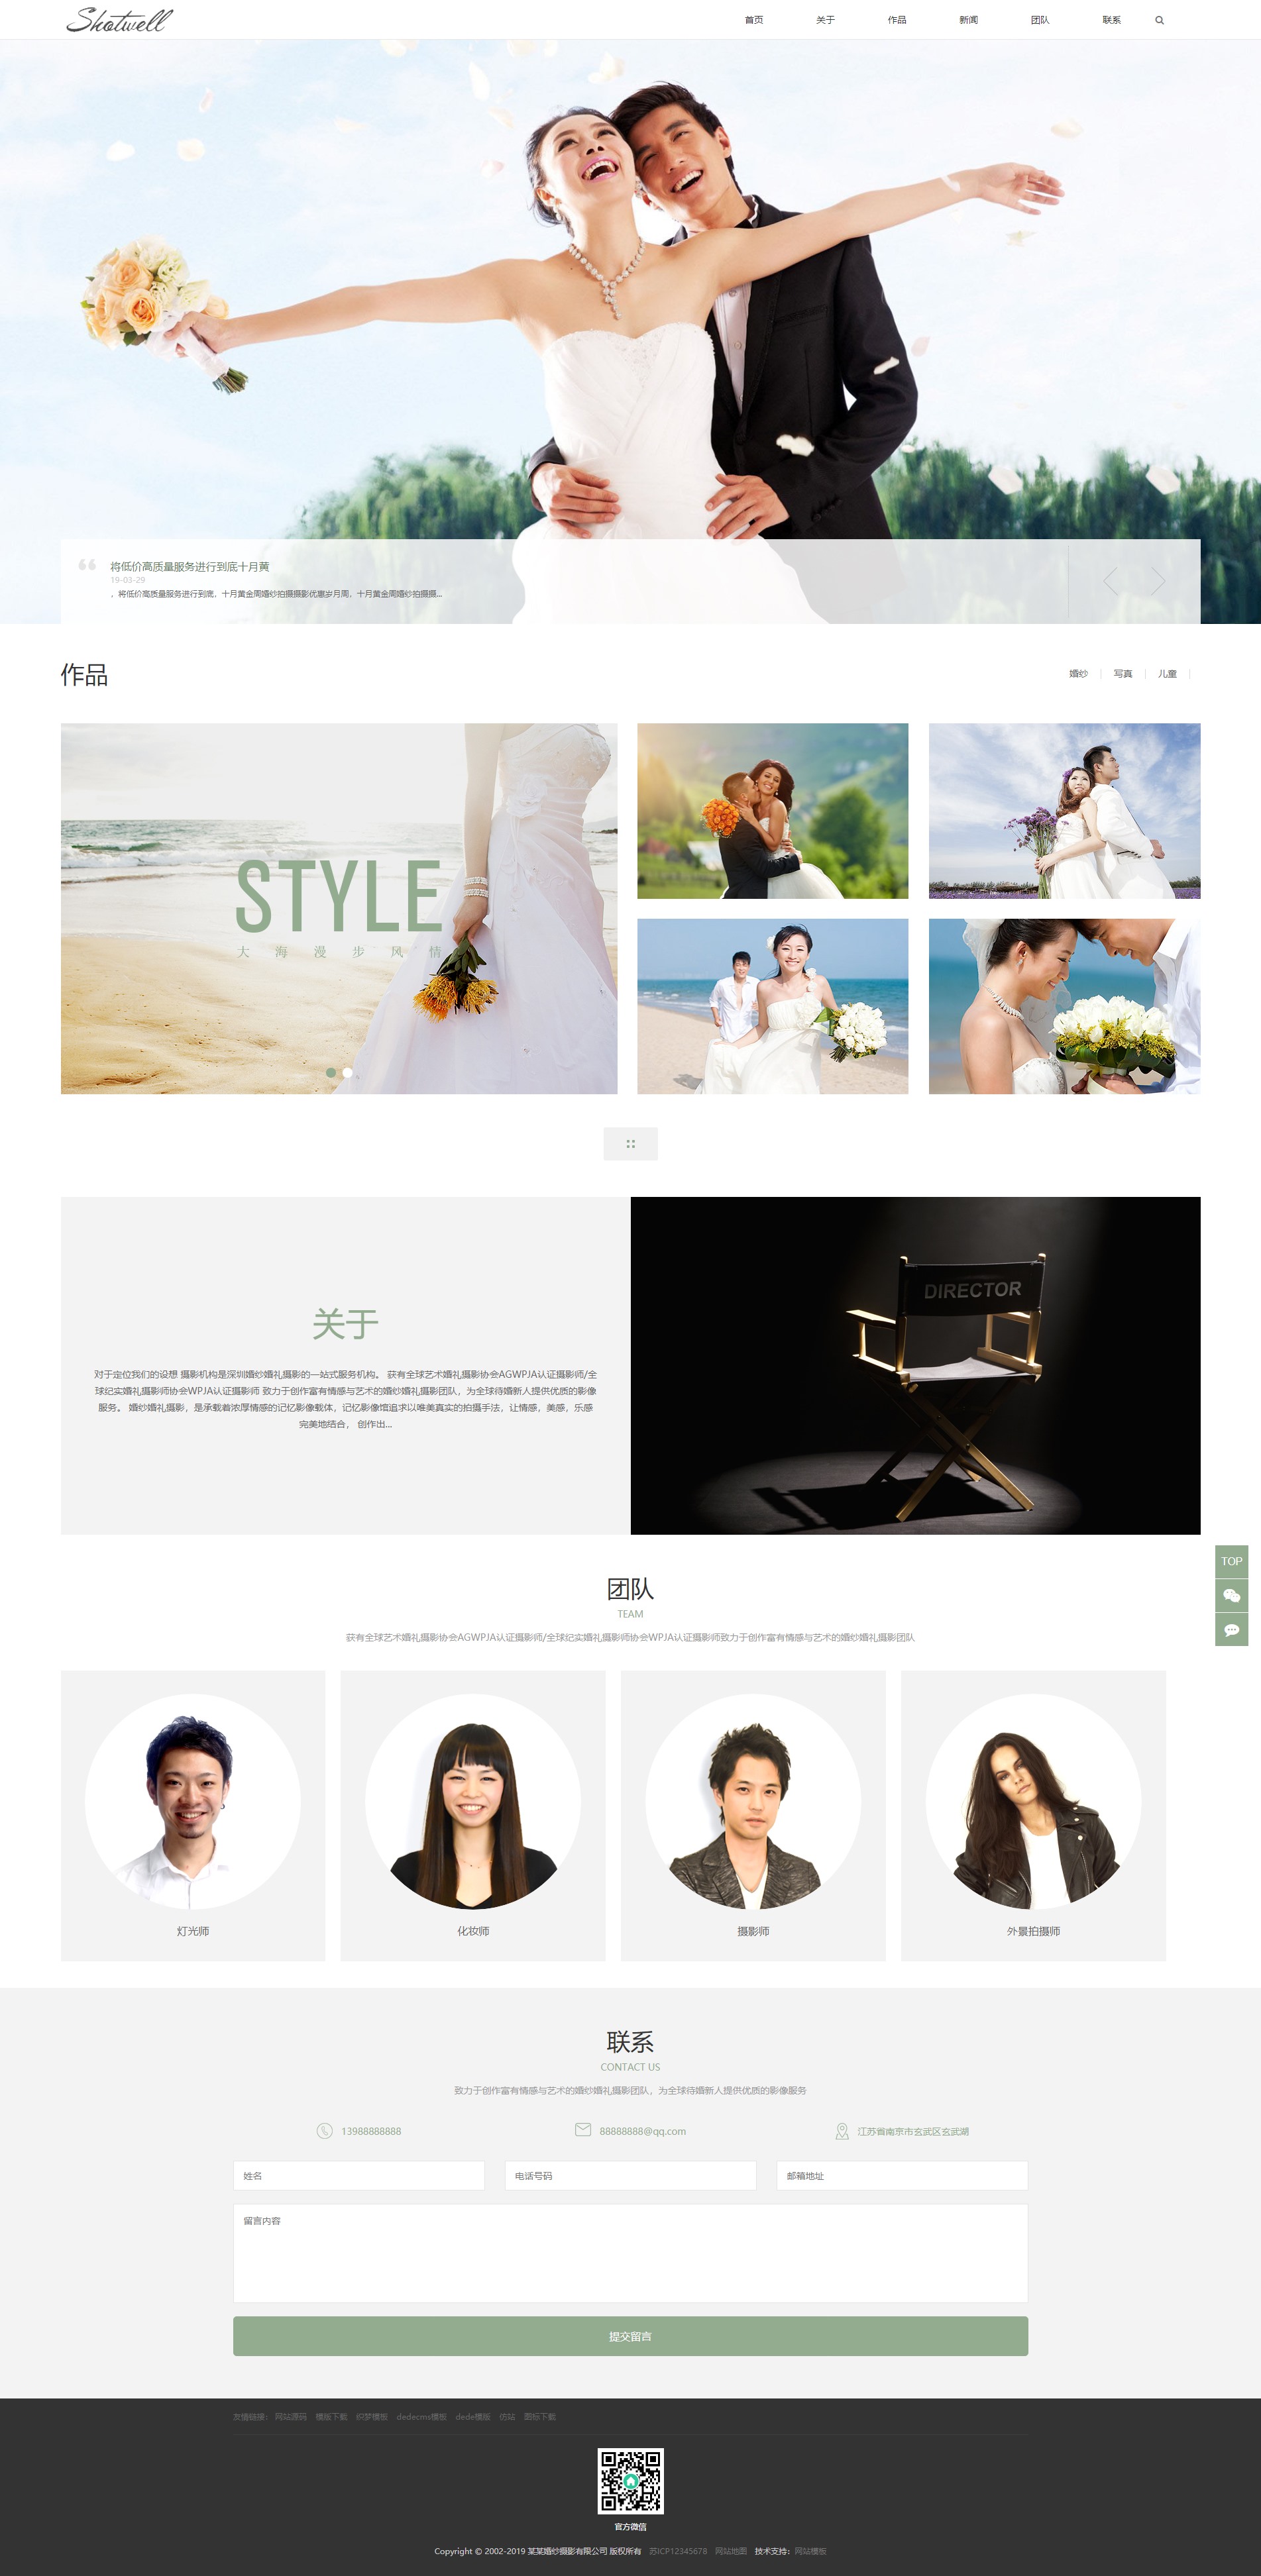 Shotwell
首页 关于 作品 新闻 团队 联系
将低价高质量服务进行到底十月黄
19-03-29
，将低价高质量服务进行到底，十月黄金周婚纱拍摄摄影优惠岁月周，十月黄金周婚纱拍摄摄...
作品
婚纱 | 写真 | 儿童 |
STYLE
大海漫步风情
关于
DIRECTOR
对于定位我们的设想 摄影机构是深圳婚纱婚礼摄影的一站式服务机构。 获有全球艺术婚礼摄影协会AGWPJA认证摄影师/全
球纪实婚礼摄影师协会WPJA认证摄影师 致力于创作富有情感与艺术的婚纱婚礼摄影团队，为全球待婚新人提供优质的影像
服务。 婚纱婚礼摄影，是承载着浓厚情感的记忆影像载体，记忆影像馆追求以唯美真实的拍摄手法，让情感，美感，乐感
完美地结合， 创作出...
TOP
团队
TEAM
获有全球艺术婚礼摄影协会AGWPJA认证摄影师/全球纪实婚礼摄影师协会WPJA认证摄影师致力于创作富有情感与艺术的婚纱婚礼摄影团队
灯光师 化妆师 摄影师 外景拍摄师
联系
CONTACT US
致力于创作富有情感与艺术的婚纱婚礼摄影团队，为全球待婚新人提供优质的影像服务
13988888888 88888888@qq.com 江苏省南京市玄武区玄武湖
姓名 电话号码 邮箱地址
留言内容
提交留言
友情链接： 网站源码 模版下载 织梦模板 dedecms模板 dede模版 仿站 图标下载
官方微信
Copyright © 2002-2019 某某婚纱摄影有限公司 版权所有 苏ICP12345678 网站地图 技术支持：网站模板